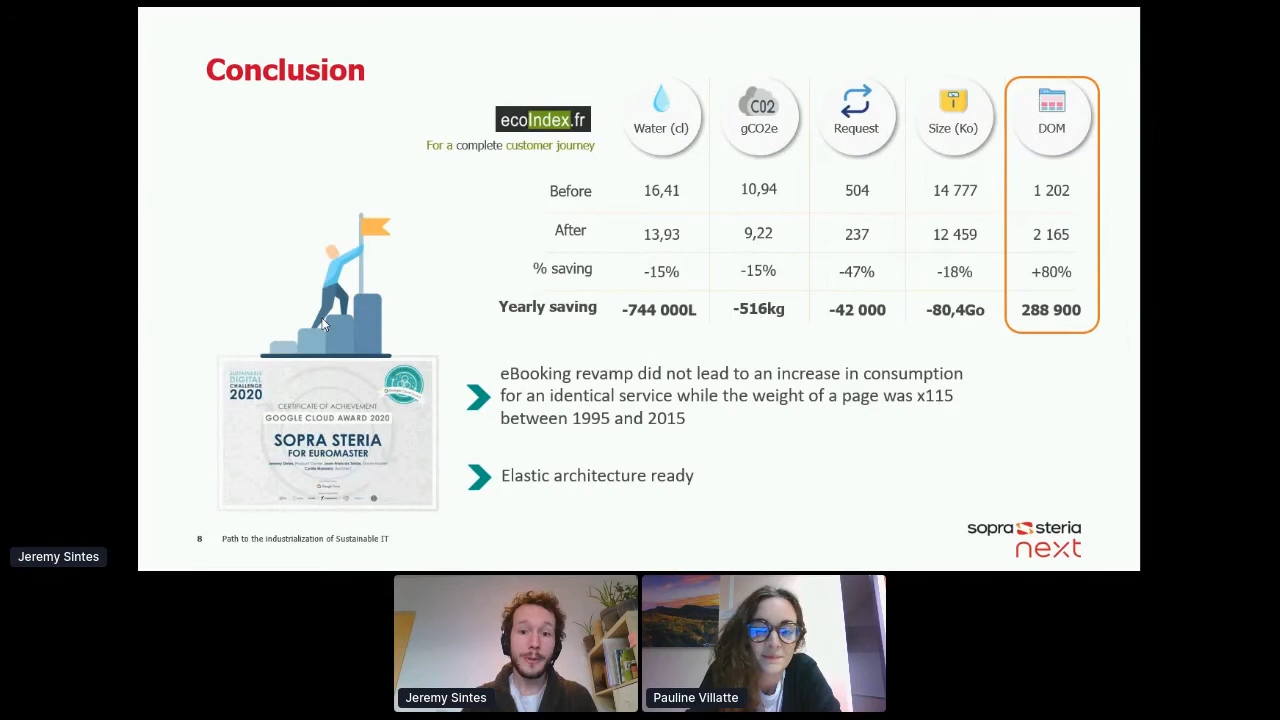 Conclusion
ecoIndex.fr
For a complete customer journey
Water (cl) gCO2e Request Size (Ko) DOM
CO2
Before 16,41 10,94 504 14 777 1 202
After 13,93 9,22 237 12 459 2 165
% saving -15% -15% -47% -18% +80%
Yearly saving -744 000L -516kg -42 000 -80,4Go 288 900
eBooking revamp did not lead to an increase in consumption
for an identical service while the weight of a page was x115
between 1995 and 2015
Elastic architecture ready
SUSTAINABLE
DIGITAL
CHALLENGE
2020
CERTIFICATE OF ACHIEVEMENT
GOOGLE CLOUD AWARD 2020
SOPRA STERIA
FOR EUROMASTER
8 Path to the industrialization of Sustainable IT
sopra steria
next
Jeremy Sintes
Jeremy Sintes
Pauline Villatte